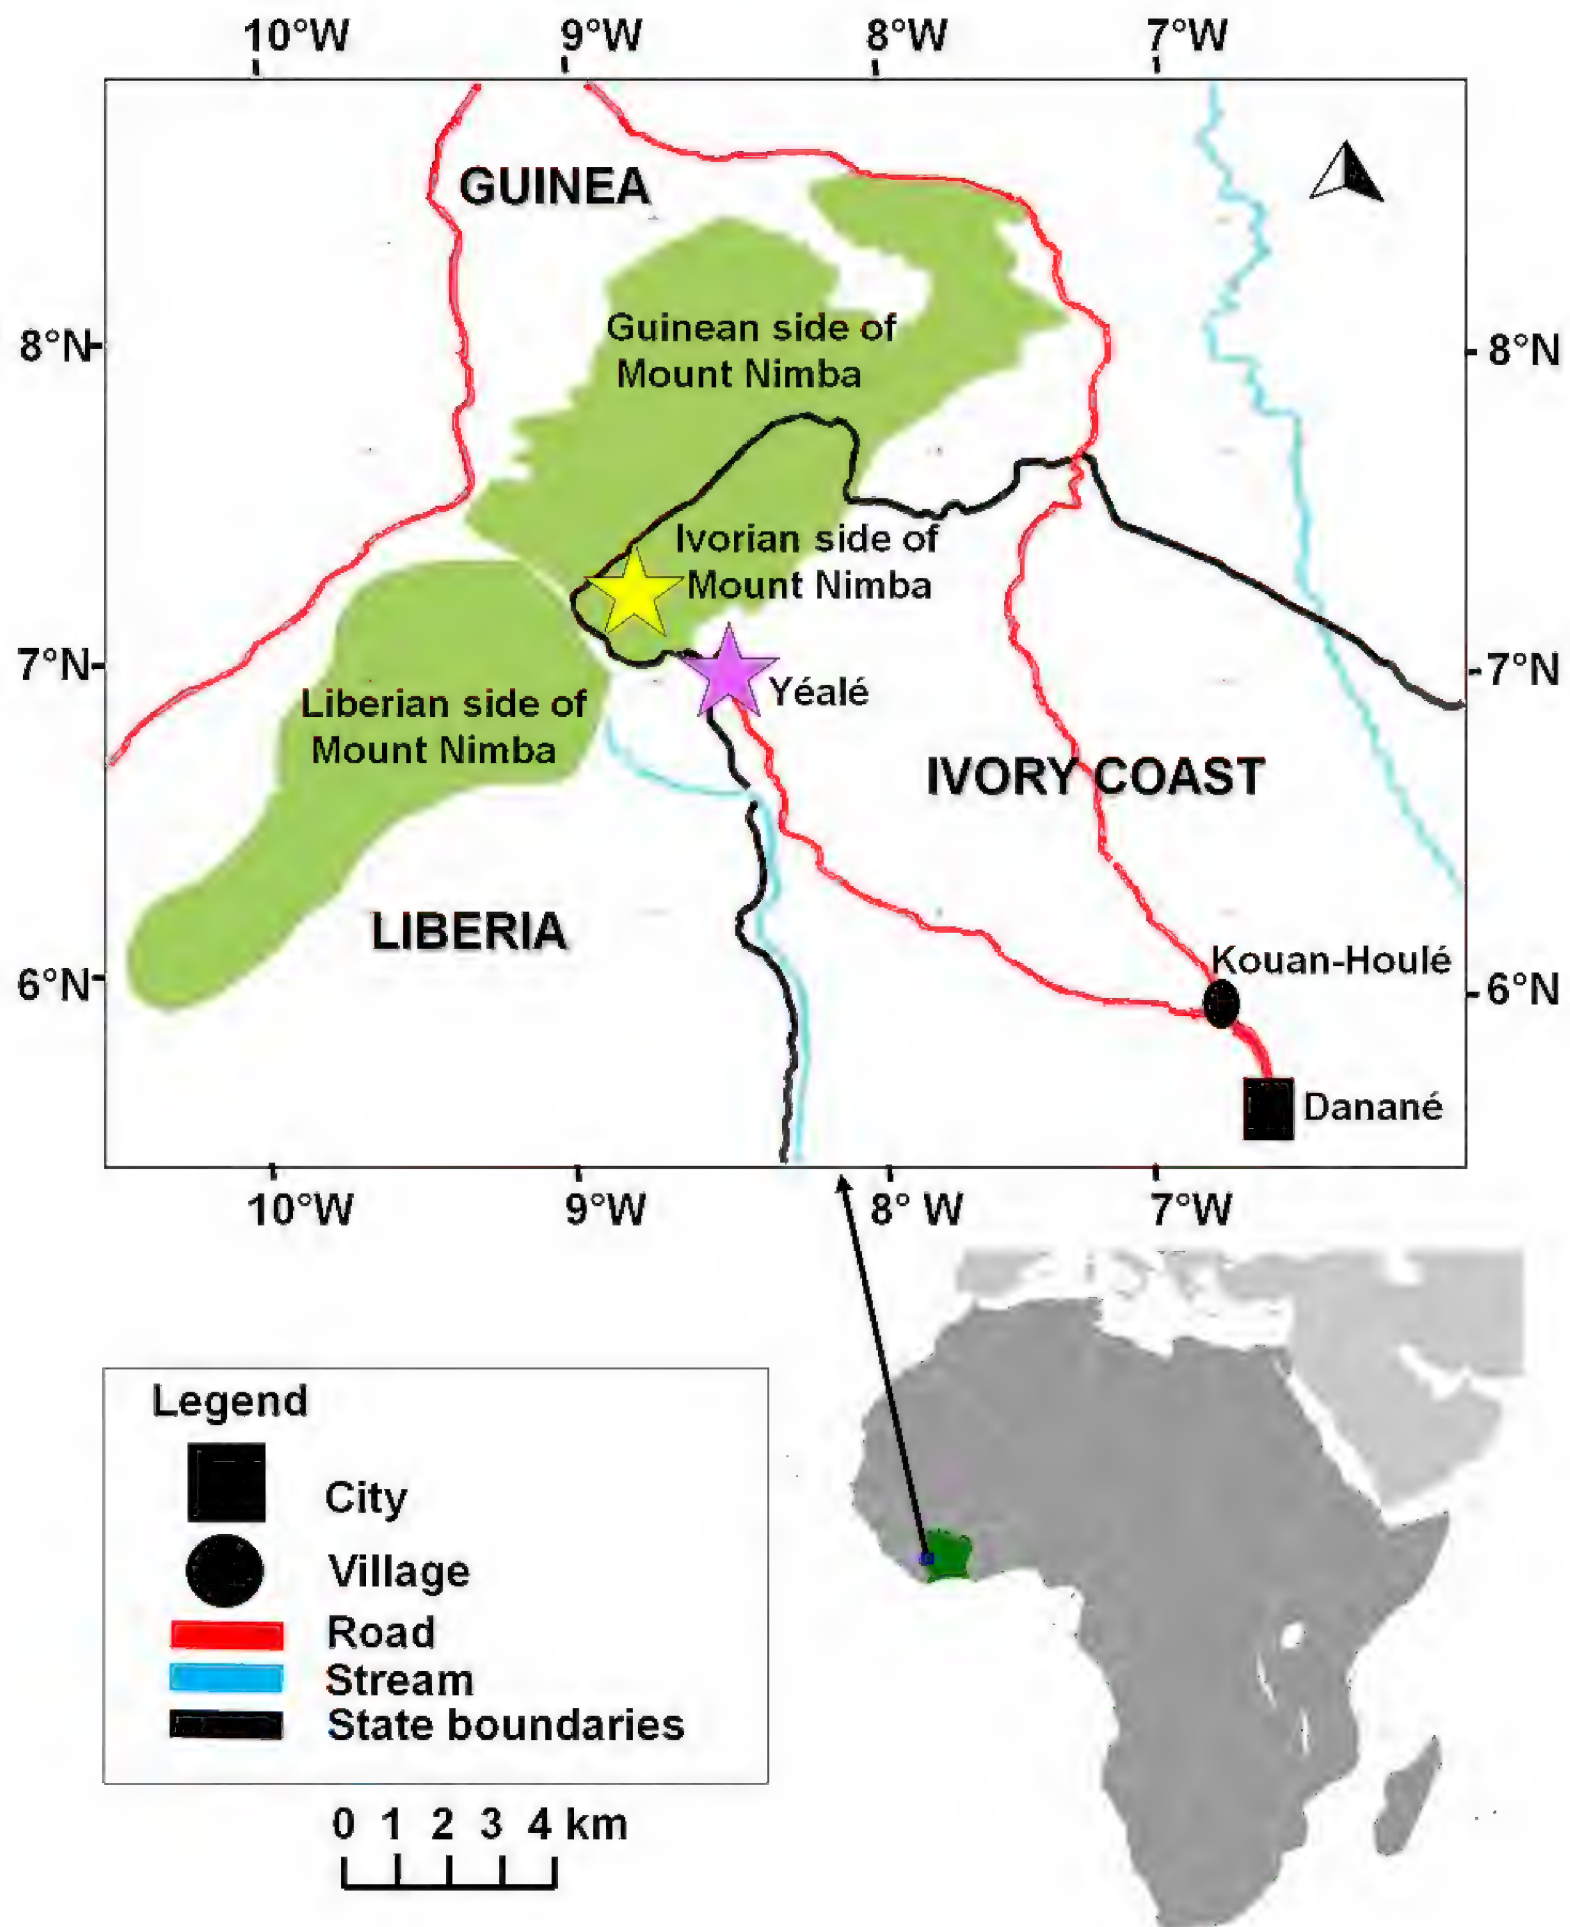 10°W 9°W 8°W 7°W
GUINEA
Guinean side of
Mount Nimba
8°N 8°N
Ivorian side of
Mount Nimba
7°N 7°N
Yéalé
Liberian side of
Mount Nimba
IVORY COAST
LIBERIA
Kouan-Houlé
6°N 6°N
Danané
10°W 9°W 8° W 7°W
Legend
City
Village
Road
Stream
State boundaries
0 1 2 3 4 km